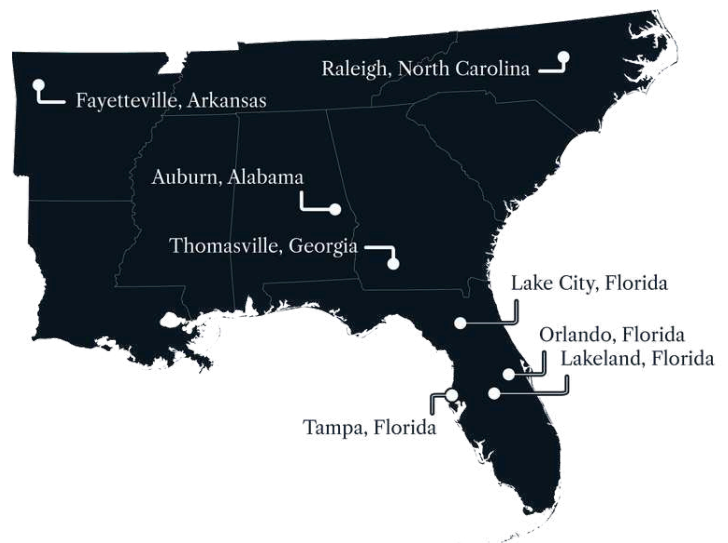 Raleigh, North Carolina
Fayetteville, Arkansas
Auburn, Alabama
Thomasville, Georgia
Lake City, Florida
Orlando, Florida
Lakeland, Florida
Tampa, Florida